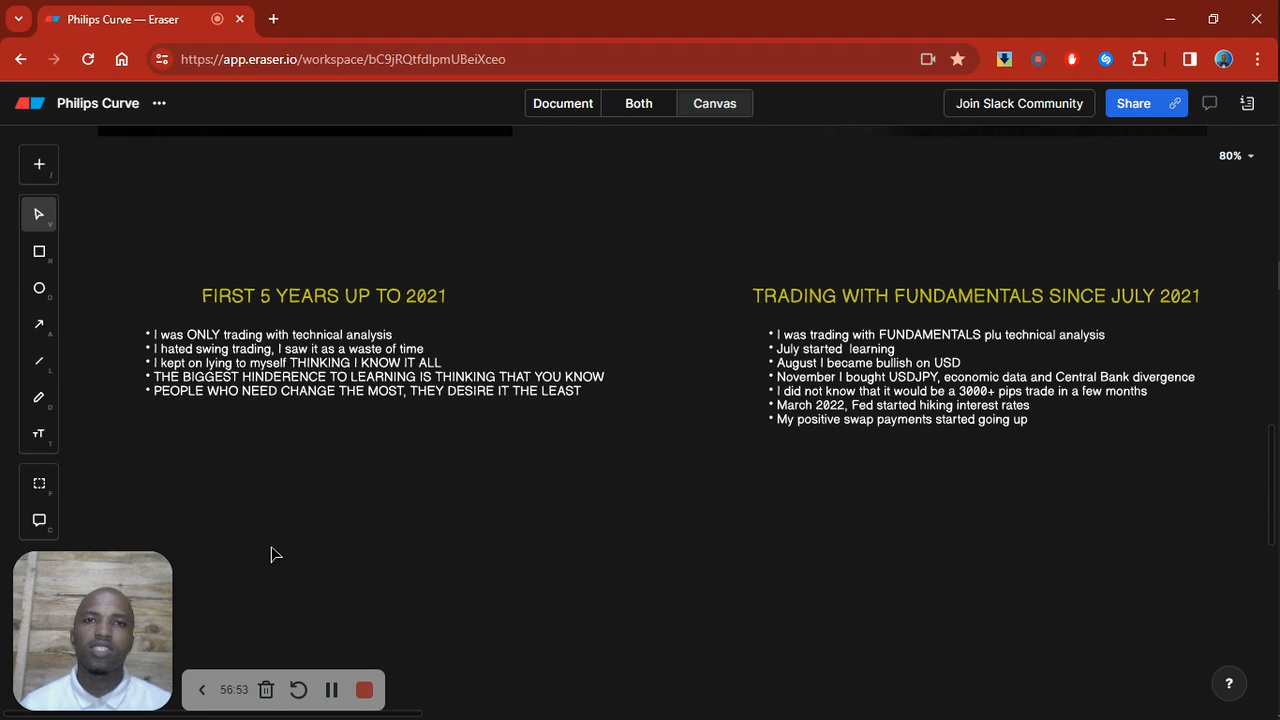 Philips Curve — Eraser
https://app.eraser.io/workspace/bC9jRQtfdlpmUBeiXceo
Philips Curve
Document
Both
Canvas
Join Slack Community
Share
80%
FIRST 5 YEARS UP TO 2021
• I was ONLY trading with technical analysis
• I hated swing trading, I saw it as a waste of time
• I kept on lying to myself THINKING I KNOW IT ALL
• THE BIGGEST HINDERENCE TO LEARNING IS THINKING THAT YOU KNOW
• PEOPLE WHO NEED CHANGE THE MOST, THEY DESIRE IT THE LEAST
TRADING WITH FUNDAMENTALS SINCE JULY 2021
• I was trading with FUNDAMENTALS plu technical analysis
• July started learning
• August I became bullish on USD
• November I bought USDJPY, economic data and Central Bank divergence
• I did not know that it would be a 3000+ pips trade in a few months
• March 2022, Fed started hiking interest rates
• My positive swap payments started going up
56:53
?